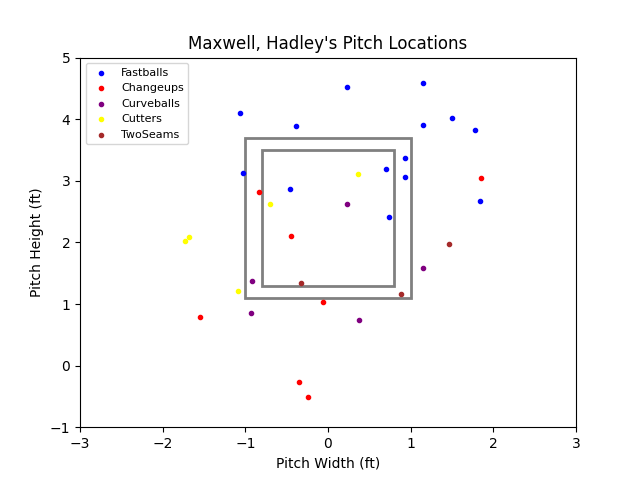 Maxwell, Hadley's Pitch Locations
Fastballs
Changeups
Curveballs
Cutters
TwoSeams
5
4
3
2
1
0
−1
Pitch Height (ft)
−3
−2
−1
0
1
2
3
Pitch Width (ft)